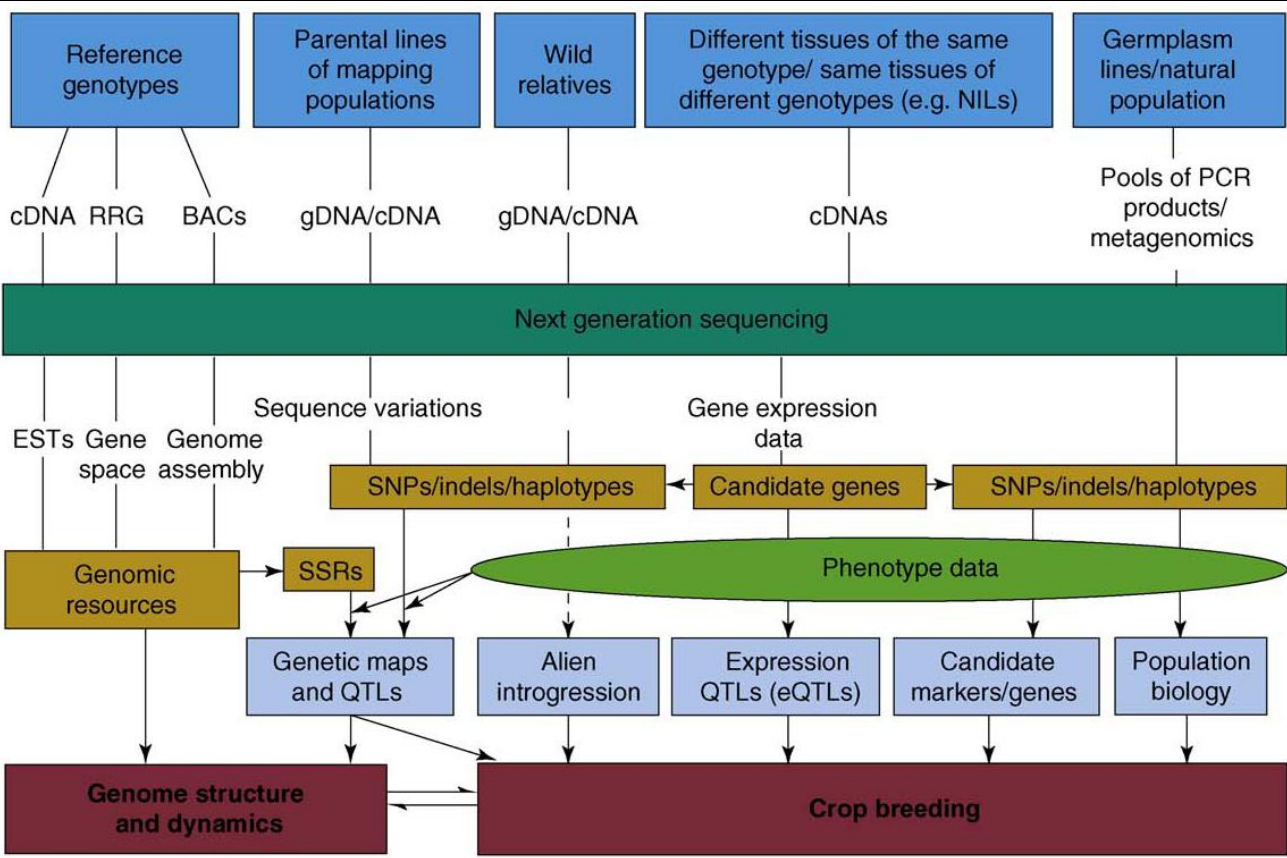 Reference
genotypes
Parental lines
of mapping
populations
Wild
relatives
Different tissues of the same
genotype/ same tissues of
different genotypes (e.g. NILs)
Germplasm
lines/natural
population
cDNA
RRG
BACs
gDNA/cDNA
gDNA/cDNA
cDNAs
Pools of PCR
products/
metagenomics
Next generation sequencing
ESTs
Gene
space
Genome
assembly
Sequence variations
Gene expression
data
SNPs/indels/haplotypes
Candidate genes
SNPs/indels/haplotypes
Genomic
resources
SSRs
Phenotype data
Genetic maps
and QTLs
Alien
introgression
Expression
QTLs (eQTLs)
Candidate
markers/genes
Population
biology
Genome structure
and dynamics
Crop breeding